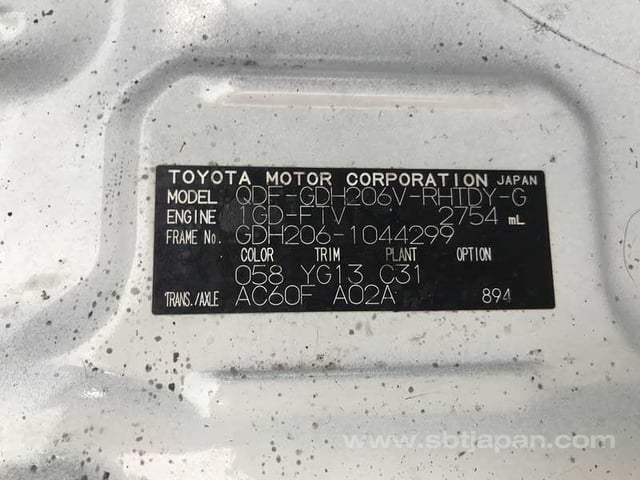 TOYOTA MOTOR CORPORATION JAPAN
MODEL QDF-GDH206V-RHIDY-G
ENGINE 1GD-FTV 2754 mL
FRAME No. GDH206-1044299
COLOR TRIM PLANT OPTION
058 YG13 C31
TRANS./AXLE AC60F A02A 894
www.sbtjapan.com